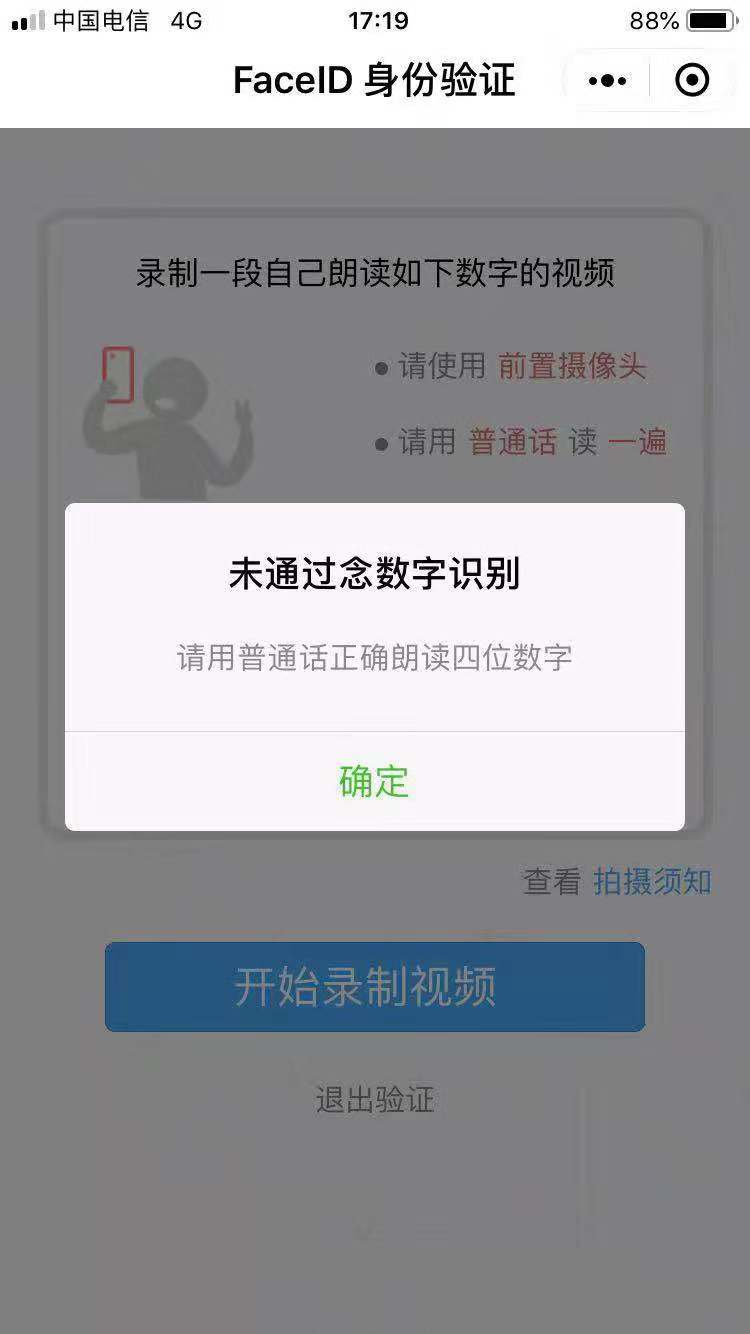 中国电信 4G 17:19 88%
FaceID 身份验证
录制一段自己朗读如下数字的视频
请使用 前置摄像头
请用 普通话 读 一遍
未通过念数字识别
请用普通话正确朗读四位数字
确定
查看 拍摄须知
开始录制视频
退出验证